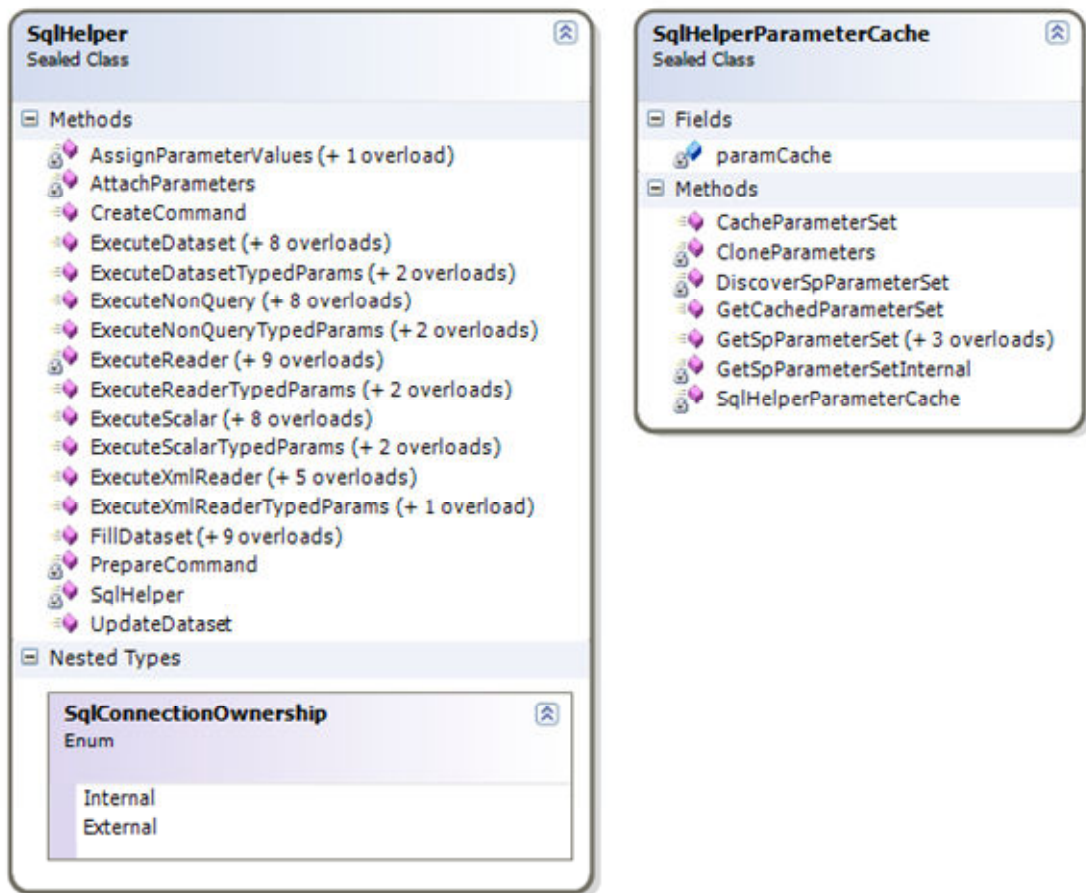 SqlHelper
Sealed Class
Methods
AssignParameterValues (+ 1 overload)
AttachParameters
CreateCommand
ExecuteDataset (+ 8 overloads)
ExecuteDatasetTypedParams (+ 2 overloads)
ExecuteNonQuery (+ 8 overloads)
ExecuteNonQueryTypedParams (+ 2 overloads)
ExecuteReader (+ 9 overloads)
ExecuteReaderTypedParams (+ 2 overloads)
ExecuteScalar (+ 8 overloads)
ExecuteScalarTypedParams (+ 2 overloads)
ExecuteXmlReader (+ 5 overloads)
ExecuteXmlReaderTypedParams (+ 1 overload)
FillDataset (+ 9 overloads)
PrepareCommand
SqlHelper
UpdateDataset
Nested Types
SqlConnectionOwnership
Enum
Internal
External
SqlHelperParameterCache
Sealed Class
Fields
paramCache
Methods
CacheParameterSet
CloneParameters
DiscoverSpParameterSet
GetCachedParameterSet
GetSpParameterSet (+ 3 overloads)
GetSpParameterSetInternal
SqlHelperParameterCache